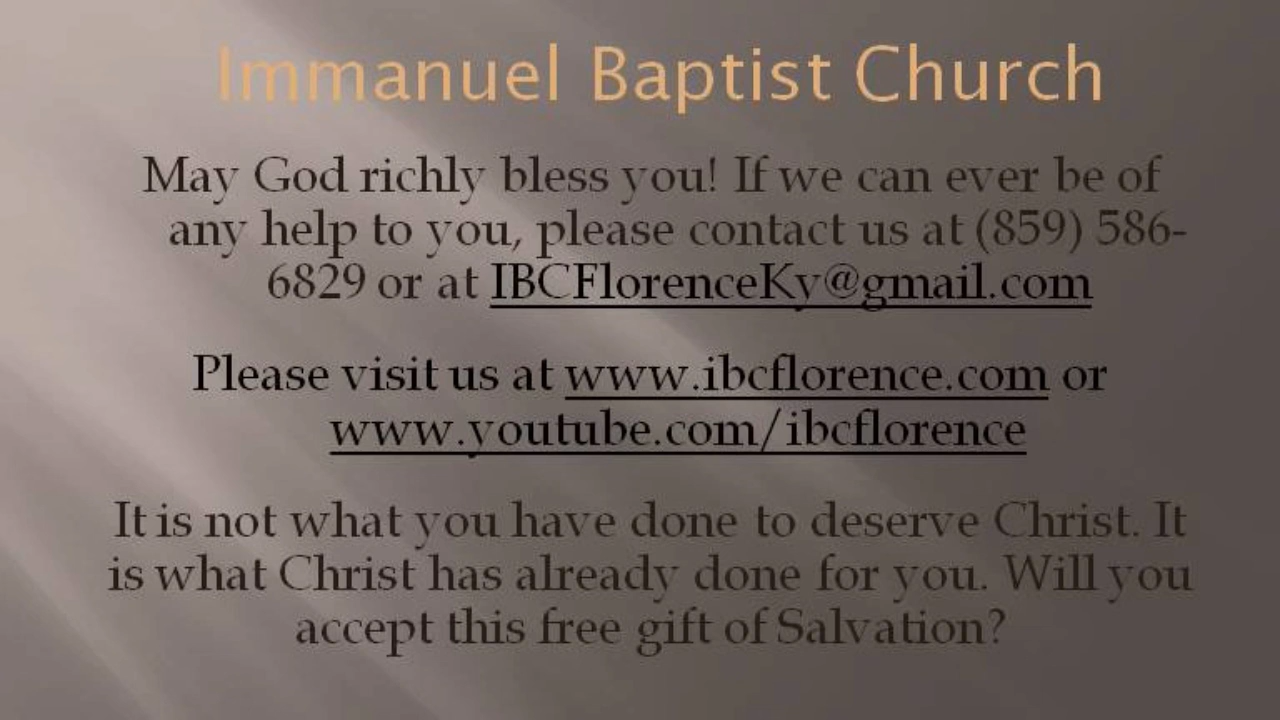 Immanuel Baptist Church
May God richly bless you! If we can ever be of
any help to you, please contact us at (859) 586-
6829 or at IBCFlorenceKy@gmail.com
Please visit us at www.ibcflorence.com or
www.youtube.com/ibcflorence
It is not what you have done to deserve Christ. It
is what Christ has already done for you. Will you
accept this free gift of Salvation?